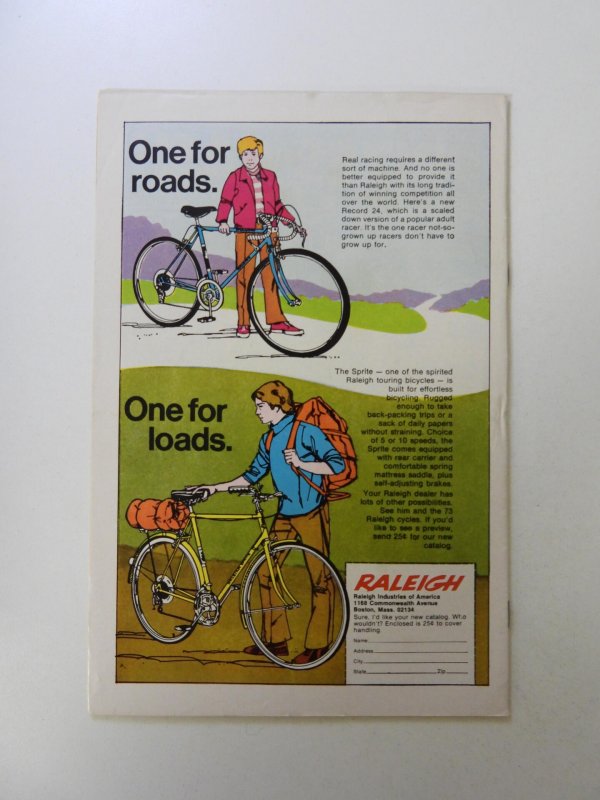 One for
roads.
Real racing requires a different
sort of machine. And no one is
better equipped to provide it
than Raleigh with its long tradi-
tion of winning competition all
over the world. Here's a new
Record 24, which is a scaled
down version of a popular adult
racer. It's the one racer not-so-
grown up racers don't have to
grow up for.
The Sprite — one of the spirited
Raleigh touring bicycles — is
built for effortless
bicycling. Rugged
enough to take
back-packing trips or a
sack of daily papers
without straining. Choice
of 5 or 10 speeds, the
Sprite comes equipped
with rear carrier and
comfortable spring
mattress saddle, plus
self-adjusting brakes.
Your Raleigh dealer has
lots of other possibilities.
See him and the 73
Raleigh cycles. If you'd
like to see a preview,
send 25¢ for our new
catalog.
One for
loads.
RALEIGH
Raleigh Industries of America
1168 Commonwealth Avenue
Boston, Mass. 02134
Sure, I'd like your new catalog. Who
wouldn't? Enclosed is 25¢ to cover
handling.
Name
Address
City
State Zip